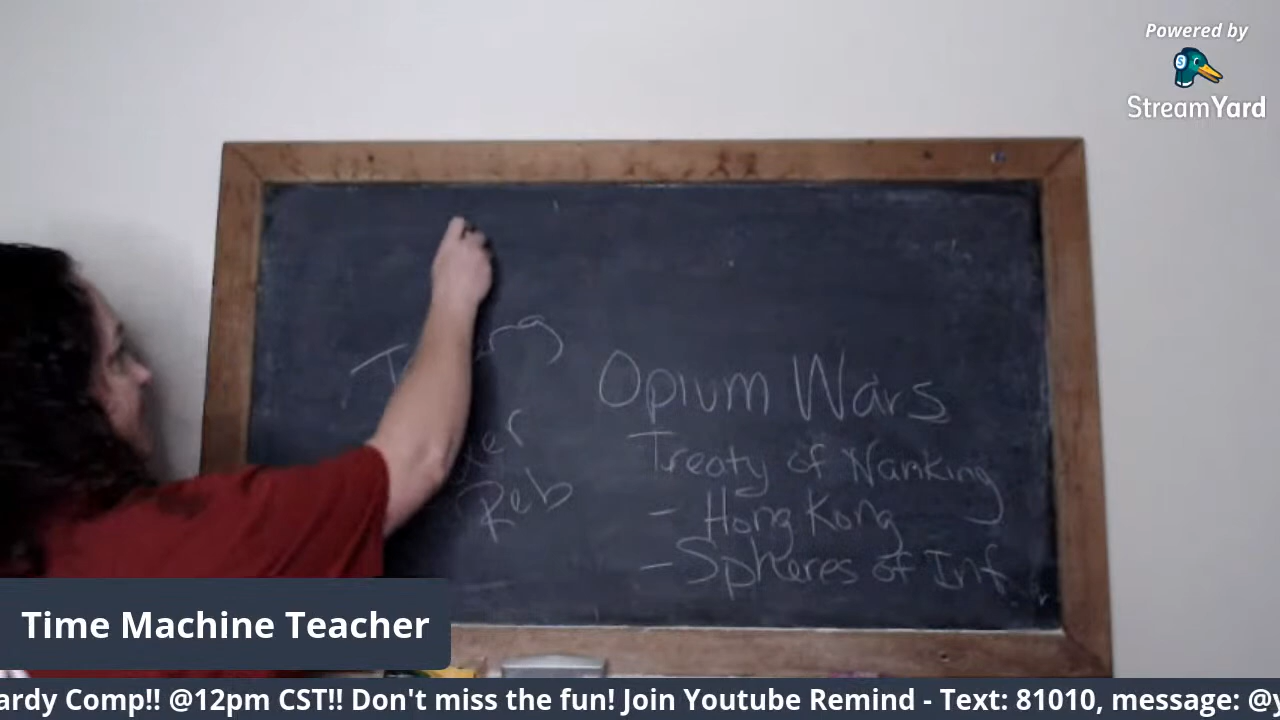 Powered by
StreamYard
Opium Wars
Treaty of Nanking
- Hong Kong
- Spheres of Inf
Reb
Time Machine Teacher
ardy Comp!! @12pm CST!! Don't miss the fun! Join Youtube Remind - Text: 81010, message: @y